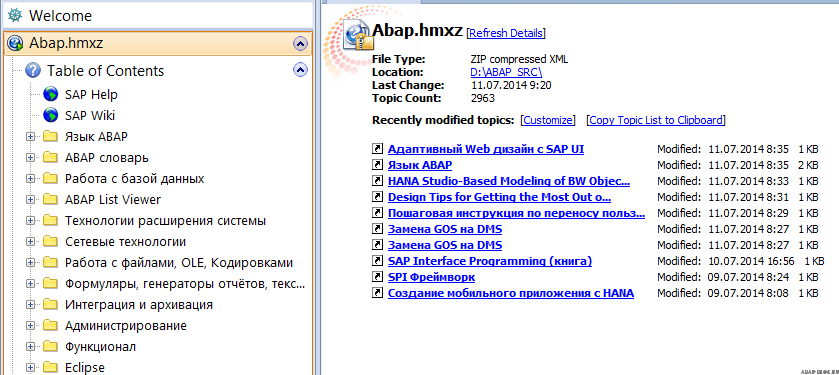 Welcome
Abap.hmxz
Table of Contents
SAP Help
SAP Wiki
Язык ABAP
ABAP словарь
Работа с базой данных
ABAP List Viewer
Технологии расширения системы
Сетевые технологии
Работа с файлами, OLE, Кодировками
Формуляры, генераторы отчётов, текс...
Интеграция и архивация
Администрирование
Функционал
Eclipse
Abap.hmxz [Refresh Details]
File Type: ZIP compressed XML
Location: D:\ABAP_SRC\
Last Change: 11.07.2014 9:20
Topic Count: 2963
Recently modified topics: [Customize] [Copy Topic List to Clipboard]
Адаптивный Web дизайн с SAP UI Modified: 11.07.2014 8:35 1 KB
Язык ABAP Modified: 11.07.2014 8:35 2 KB
HANA Studio-Based Modeling of BW Objec... Modified: 11.07.2014 8:33 1 KB
Design Tips for Getting the Most Out o... Modified: 11.07.2014 8:31 1 KB
Пошаговая инструкция по переносу польз... Modified: 11.07.2014 8:29 1 KB
Замена GOS на DMS Modified: 11.07.2014 8:27 1 KB
Замена GOS на DMS Modified: 11.07.2014 8:27 1 KB
SAP Interface Programming (книга) Modified: 10.07.2014 16:56 1 KB
SPI Фреймворк Modified: 09.07.2014 8:24 1 KB
Создание мобильного приложения с HANA Modified: 09.07.2014 8:08 1 KB